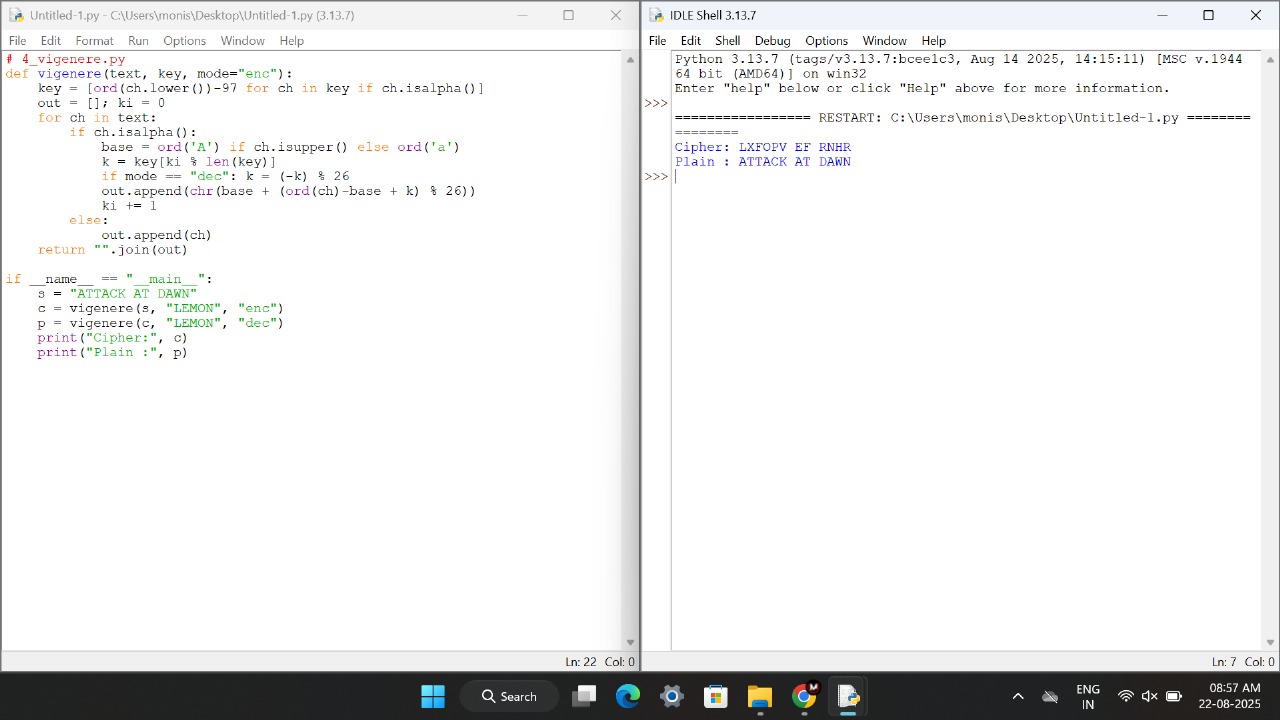 Untitled-1.py - C:\Users\monis\Desktop\Untitled-1.py (3.13.7)
File Edit Format Run Options Window Help
# 4_vigenere.py
def vigenere(text, key, mode="enc"):
    key = [ord(ch.lower())-97 for ch in key if ch.isalpha()]
    out = []; ki = 0
    for ch in text:
        if ch.isalpha():
            base = ord('A') if ch.isupper() else ord('a')
            k = key[ki % len(key)]
            if mode == "dec": k = (-k) % 26
            out.append(chr(base + (ord(ch)-base + k) % 26))
            ki += 1
        else:
            out.append(ch)
    return "".join(out)
if __name__ == "__main__":
    s = "ATTACK AT DAWN"
    c = vigenere(s, "LEMON", "enc")
    p = vigenere(c, "LEMON", "dec")
    print("Cipher:", c)
    print("Plain :", p)
Ln: 22 Col: 0
IDLE Shell 3.13.7
File Edit Shell Debug Options Window Help
Python 3.13.7 (tags/v3.13.7:bcee1c3, Aug 14 2025, 14:15:11) [MSC v.1944
64 bit (AMD64)] on win32
Enter "help" below or click "Help" above for more information.
>>>
================= RESTART: C:\Users\monis\Desktop\Untitled-1.py ========
========
Cipher: LXFOPV EF RNHR
Plain : ATTACK AT DAWN
>>>
Ln: 7 Col: 0
Search
M
ENG
IN
08:57 AM
22-08-2025